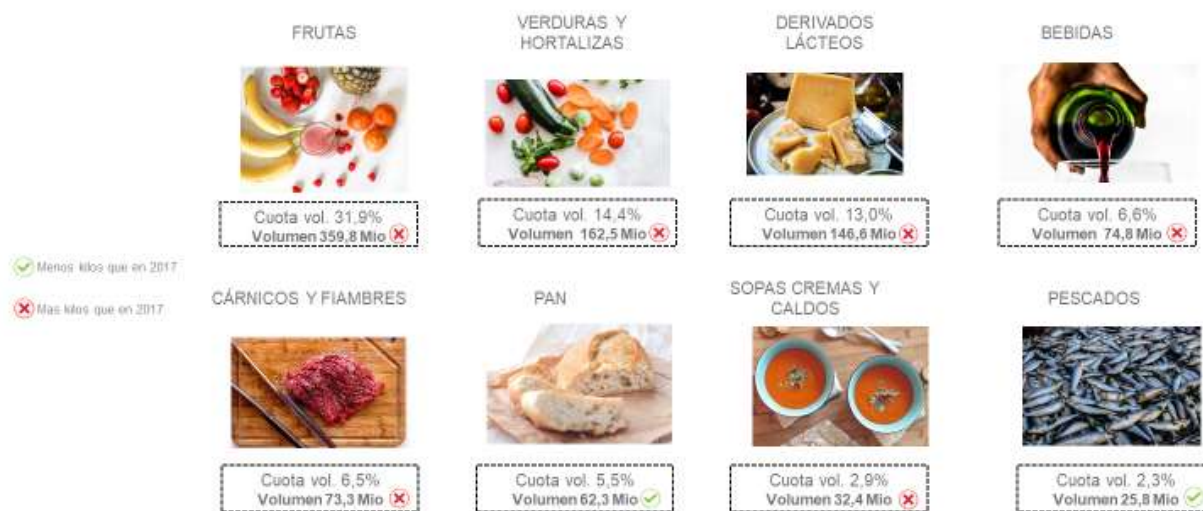 FRUTAS
VERDURAS Y
HORTALIZAS
DERIVADOS
LÁCTEOS
BEBIDAS
Cuota vol. 31,9%
Volumen 359,8 Mio
Cuota vol. 14,4%
Volumen 162,5 Mio
Cuota vol. 13,0%
Volumen 146,6 Mio
Cuota vol. 6,6%
Volumen 74,8 Mio
Menos kilos que en 2017
Mas kilos que en 2017
CÁRNICOS Y FIAMBRES
PAN
SOPAS CREMAS Y
CALDOS
PESCADOS
Cuota vol. 6,5%
Volumen 73,3 Mio
Cuota vol. 5,5%
Volumen 62,3 Mio
Cuota vol. 2,9%
Volumen 32,4 Mio
Cuota vol. 2,3%
Volumen 25,8 Mio